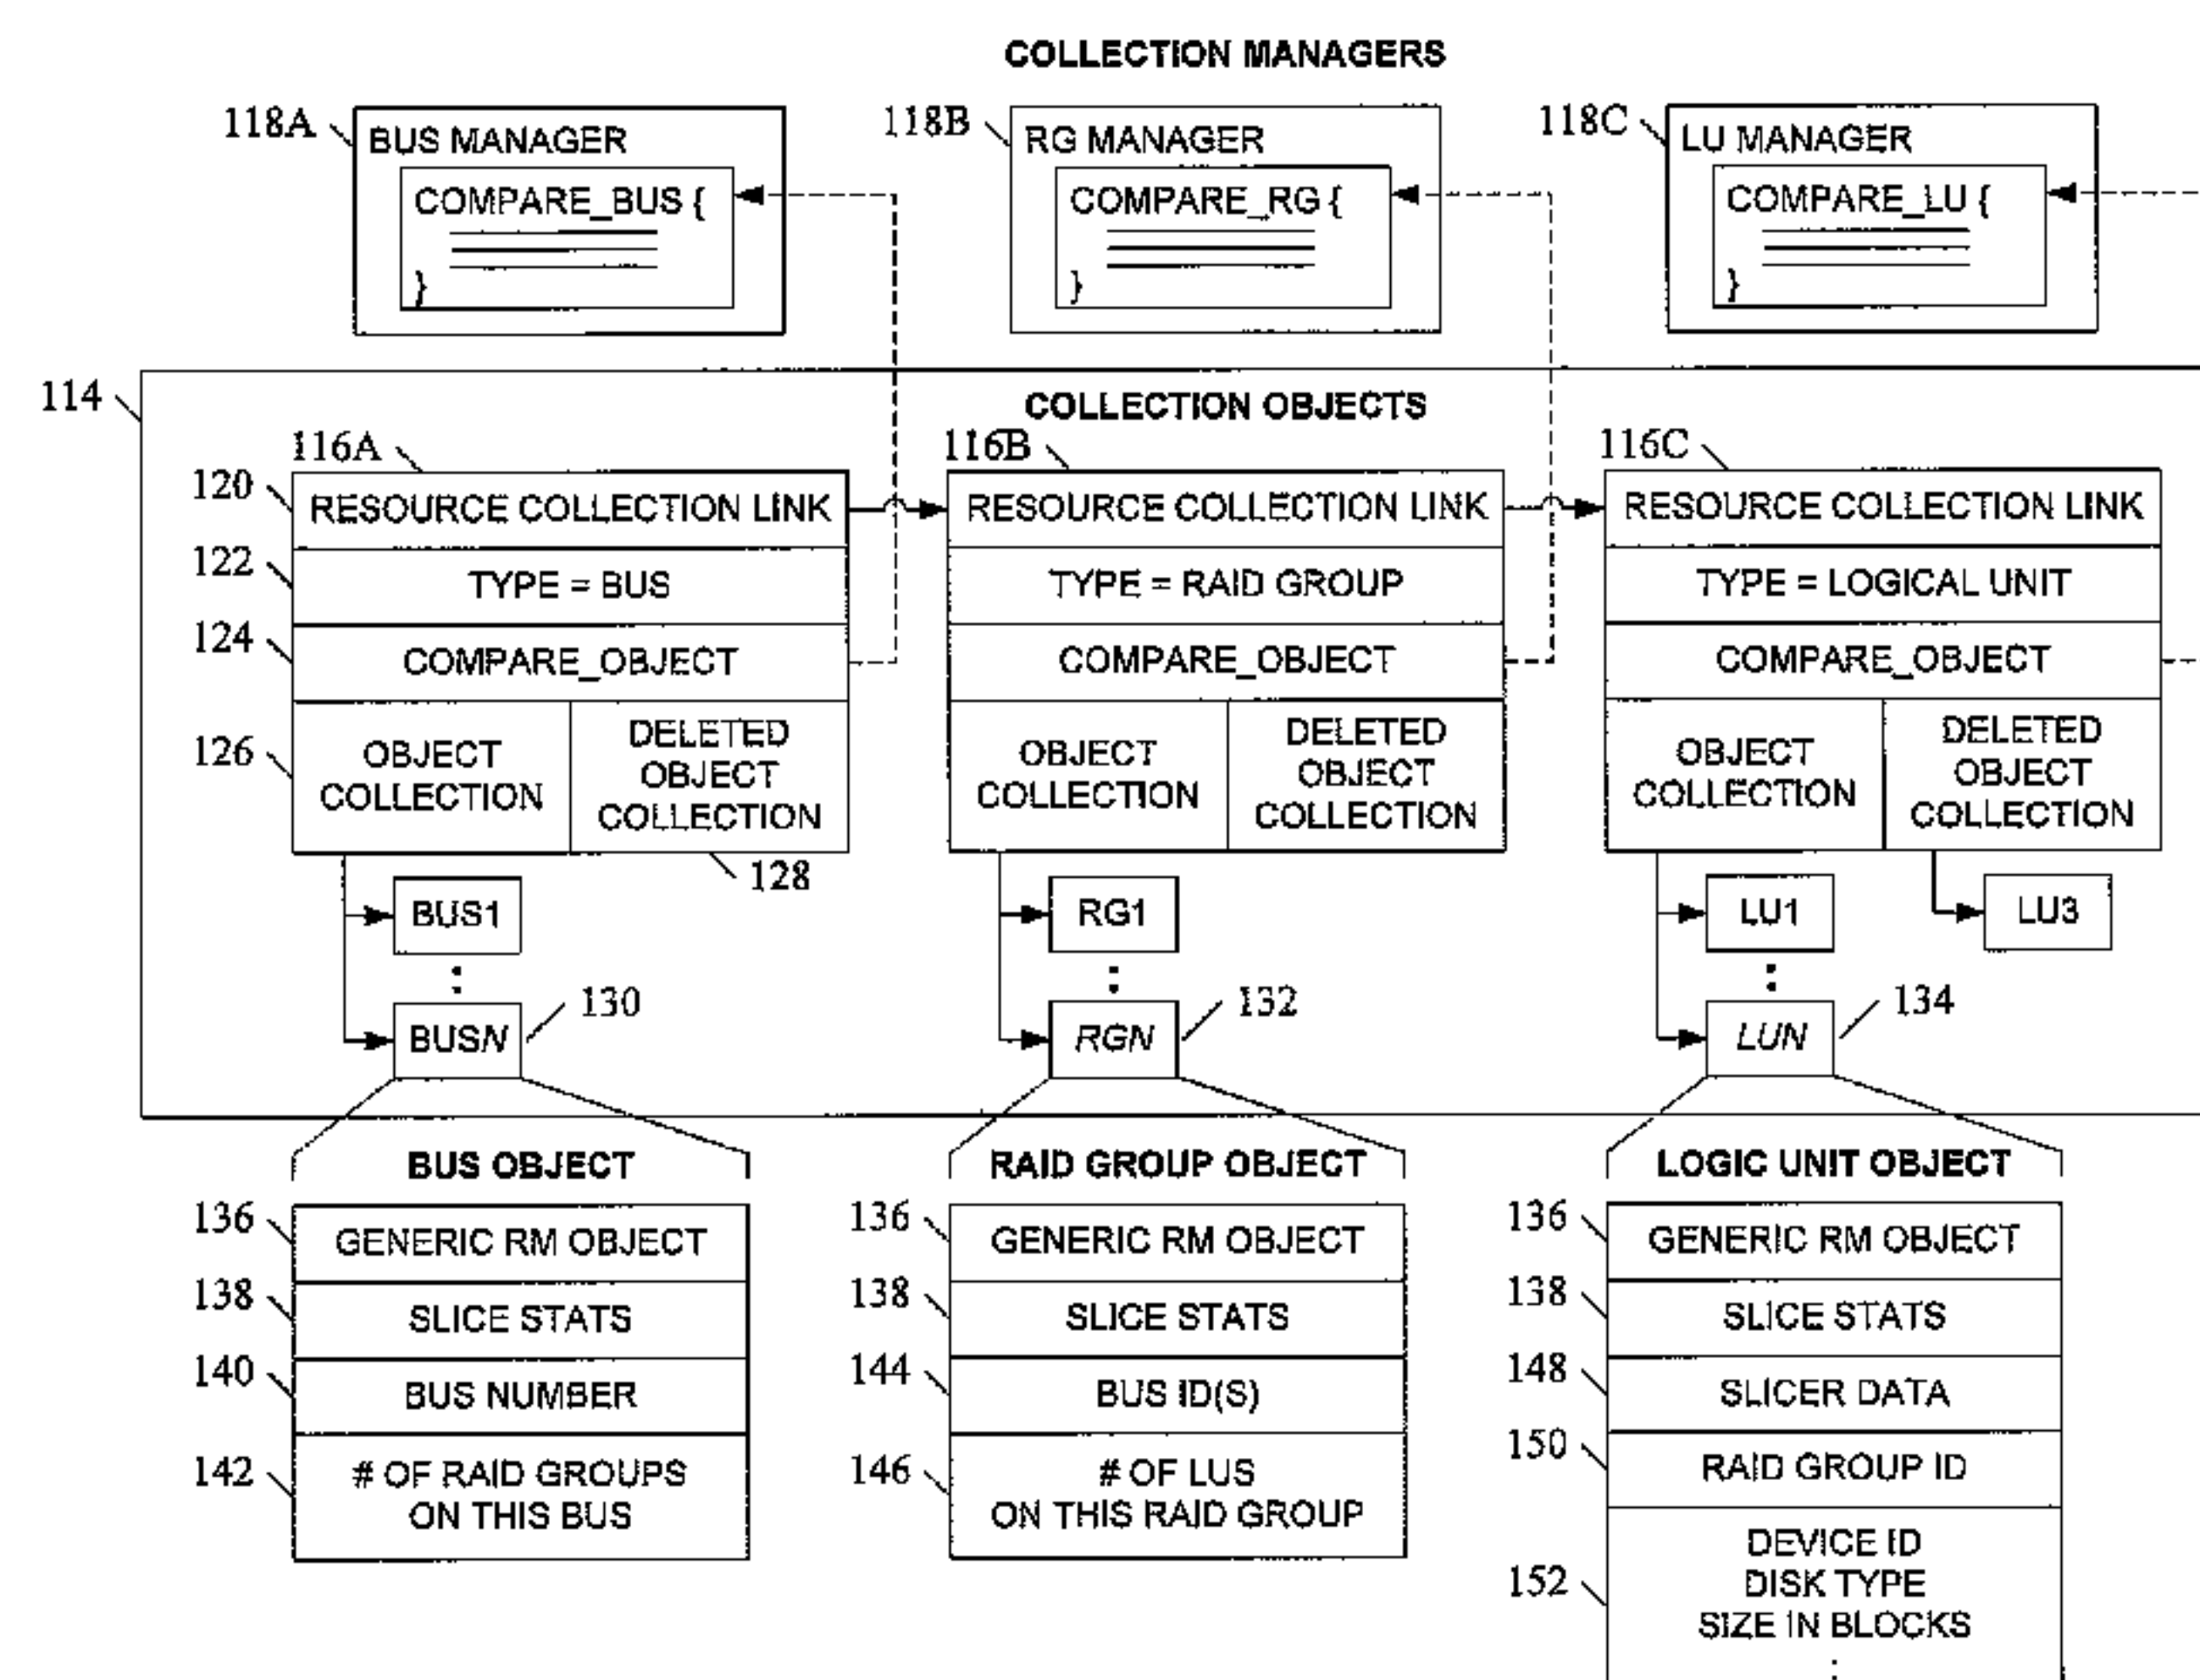 COLLECTION MANAGERS
118A
BUS MANAGER
COMPARE_BUS {
}
118B
RG MANAGER
COMPARE_RG {
}
118C
LU MANAGER
COMPARE_LU {
}
114
COLLECTION OBJECTS
116A
120
RESOURCE COLLECTION LINK
122
TYPE = BUS
124
COMPARE_OBJECT
126
OBJECT
COLLECTION
DELETED
OBJECT
COLLECTION
128
BUS1
BUSN
130
116B
RESOURCE COLLECTION LINK
TYPE = RAID GROUP
COMPARE_OBJECT
OBJECT
COLLECTION
DELETED
OBJECT
COLLECTION
RG1
RGN
132
116C
RESOURCE COLLECTION LINK
TYPE = LOGICAL UNIT
COMPARE_OBJECT
OBJECT
COLLECTION
DELETED
OBJECT
COLLECTION
LU1
LU3
LUN
134
BUS OBJECT
136
GENERIC RM OBJECT
138
SLICE STATS
140
BUS NUMBER
142
# OF RAID GROUPS
ON THIS BUS
RAID GROUP OBJECT
136
GENERIC RM OBJECT
138
SLICE STATS
144
BUS ID(S)
146
# OF LUS
ON THIS RAID GROUP
LOGIC UNIT OBJECT
136
GENERIC RM OBJECT
138
SLICE STATS
148
SLICER DATA
150
RAID GROUP ID
152
DEVICE ID
DISK TYPE
SIZE IN BLOCKS